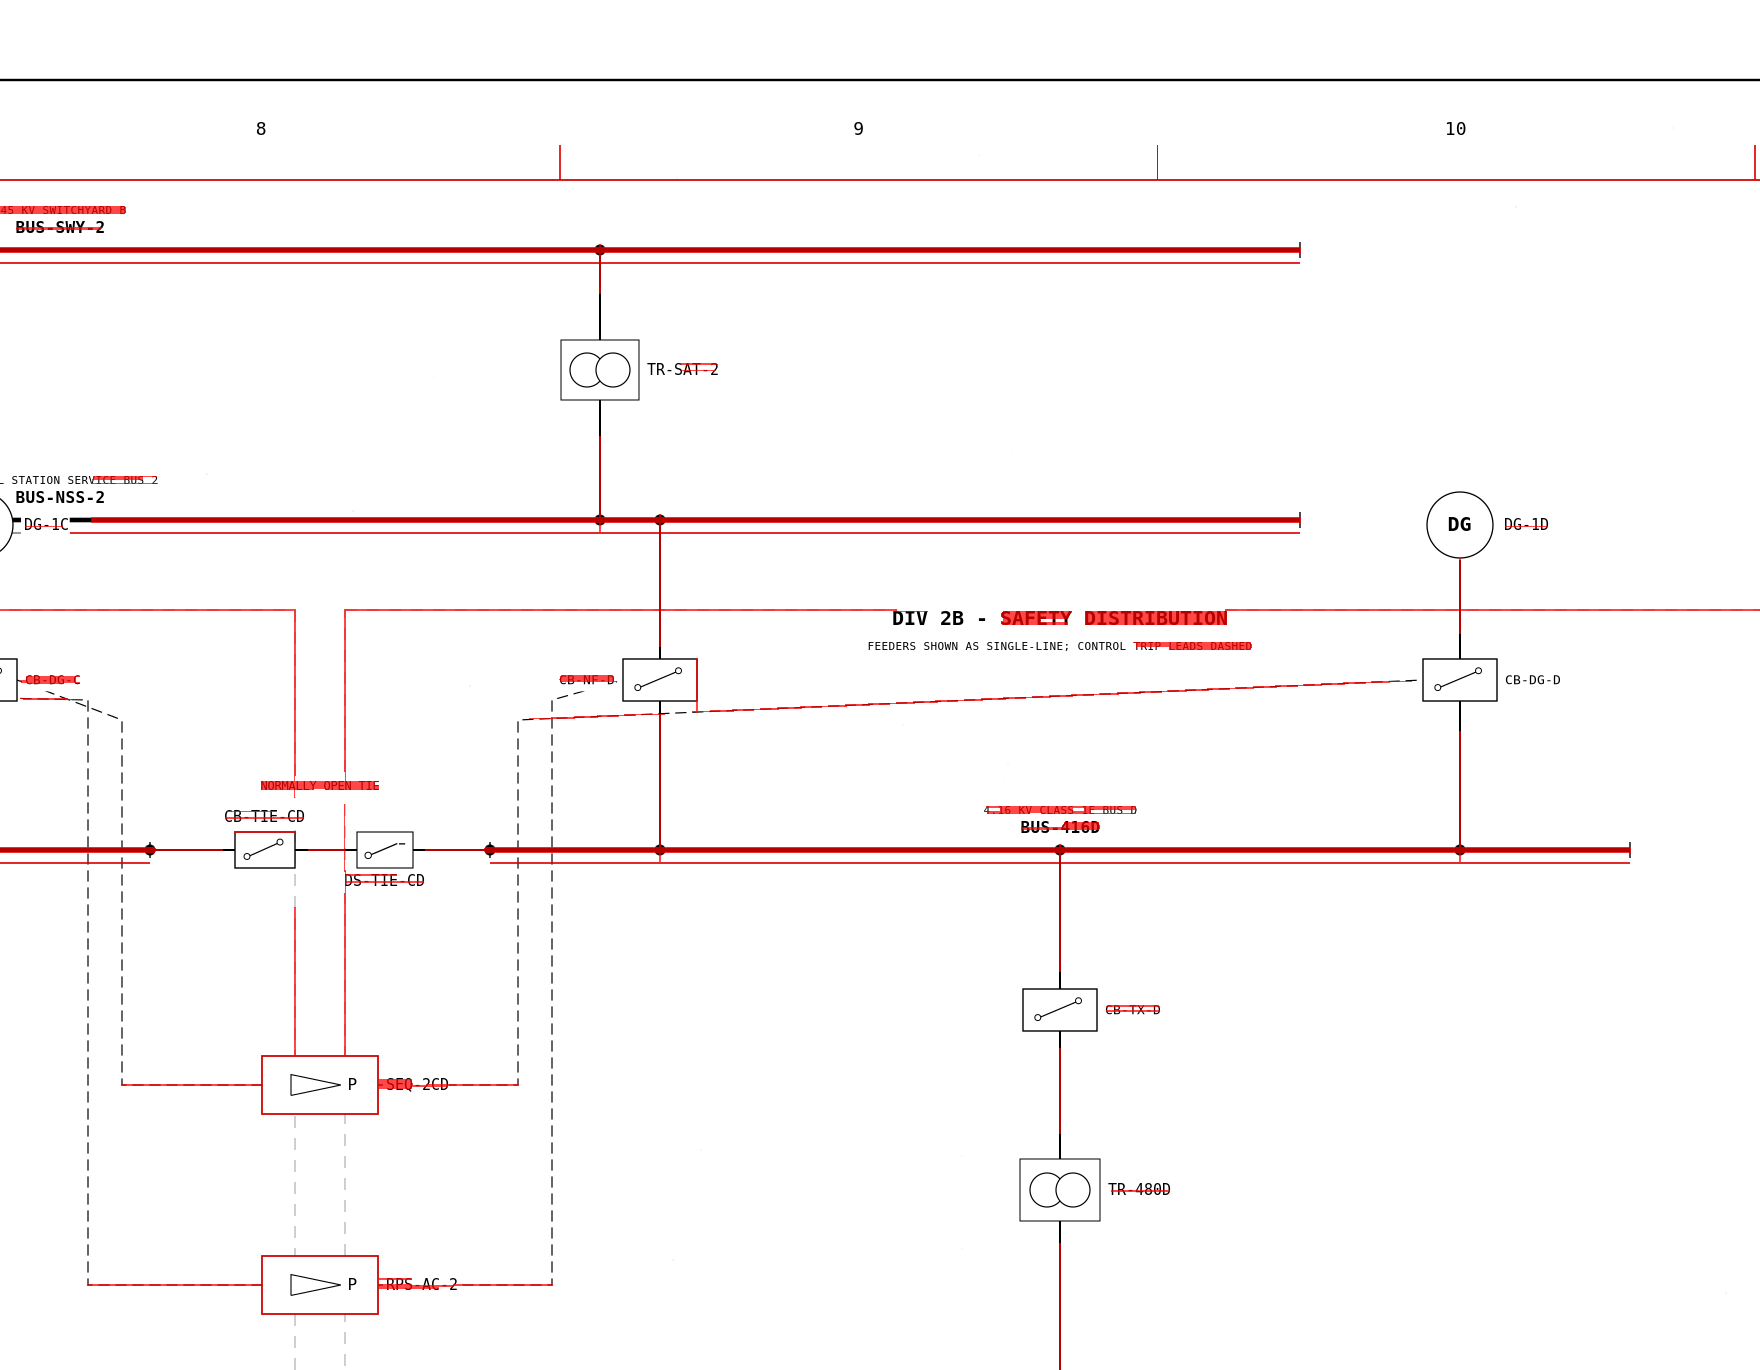 8
9
10
45 KV SWITCHYARD B
BUS-SWY-2
TR-SAT-2
L STATION SERVICE BUS 2
BUS-NSS-2
DG-1C
DG
DG-1D
DIV 2B - SAFETY DISTRIBUTION
FEEDERS SHOWN AS SINGLE-LINE; CONTROL TRIP LEADS DASHED
CB-DG-C
CB-NF-D
CB-DG-D
NORMALLY OPEN TIE
CB-TIE-CD
DS-TIE-CD
4.16 KV CLASS 1E BUS D
BUS-416D
CB-TX-D
P
SEQ-2CD
TR-480D
P
RPS-AC-2